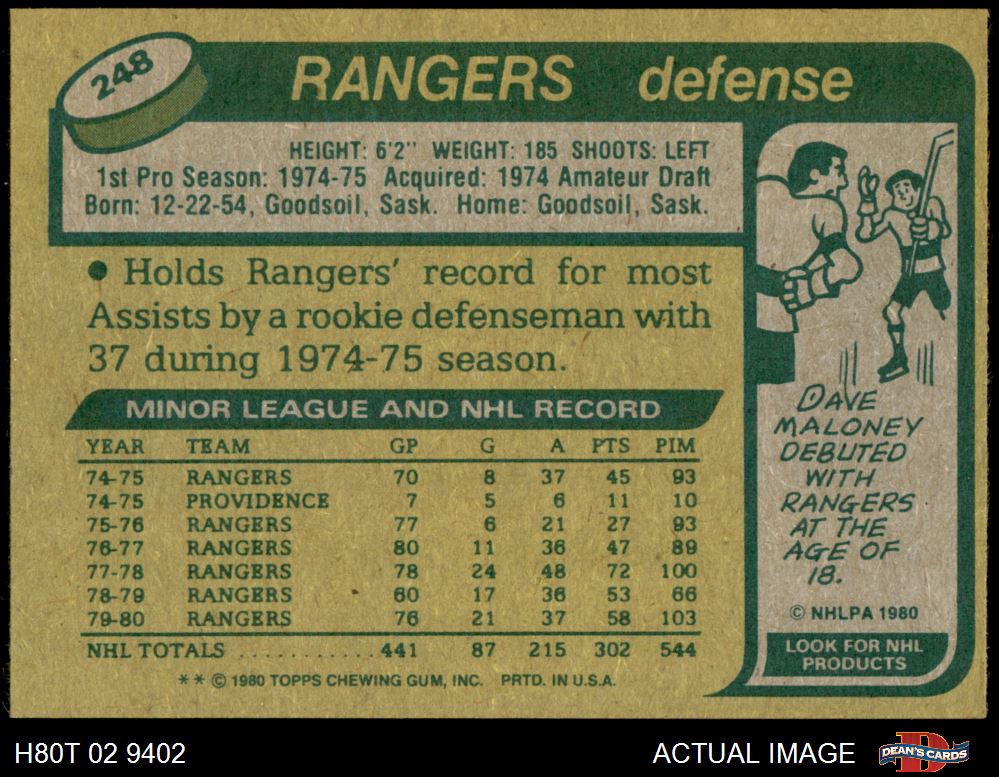 248
RANGERS defense
HEIGHT: 6'2" WEIGHT: 185 SHOOTS: LEFT
1st Pro Season: 1974-75 Acquired: 1974 Amateur Draft
Born: 12-22-54, Goodsoil, Sask. Home: Goodsoil, Sask.
● Holds Rangers' record for most
Assists by a rookie defenseman with
37 during 1974-75 season.
MINOR LEAGUE AND NHL RECORD
YEAR TEAM GP G A PTS PIM
74-75 RANGERS 70 8 37 45 93
74-75 PROVIDENCE 7 5 6 11 10
75-76 RANGERS 77 6 21 27 93
76-77 RANGERS 80 11 36 47 89
77-78 RANGERS 78 24 48 72 100
78-79 RANGERS 60 17 36 53 66
79-80 RANGERS 76 21 37 58 103
NHL TOTALS ........... 441 87 215 302 544
** © 1980 TOPPS CHEWING GUM, INC. PRTD. IN U.S.A.
DAVE
MALONEY
DEBUTED
WITH
RANGERS
AT THE
AGE OF
18.
© NHLPA 1980
LOOK FOR NHL
PRODUCTS
H80T 02 9402
ACTUAL IMAGE
D
DEAN'S CARDS